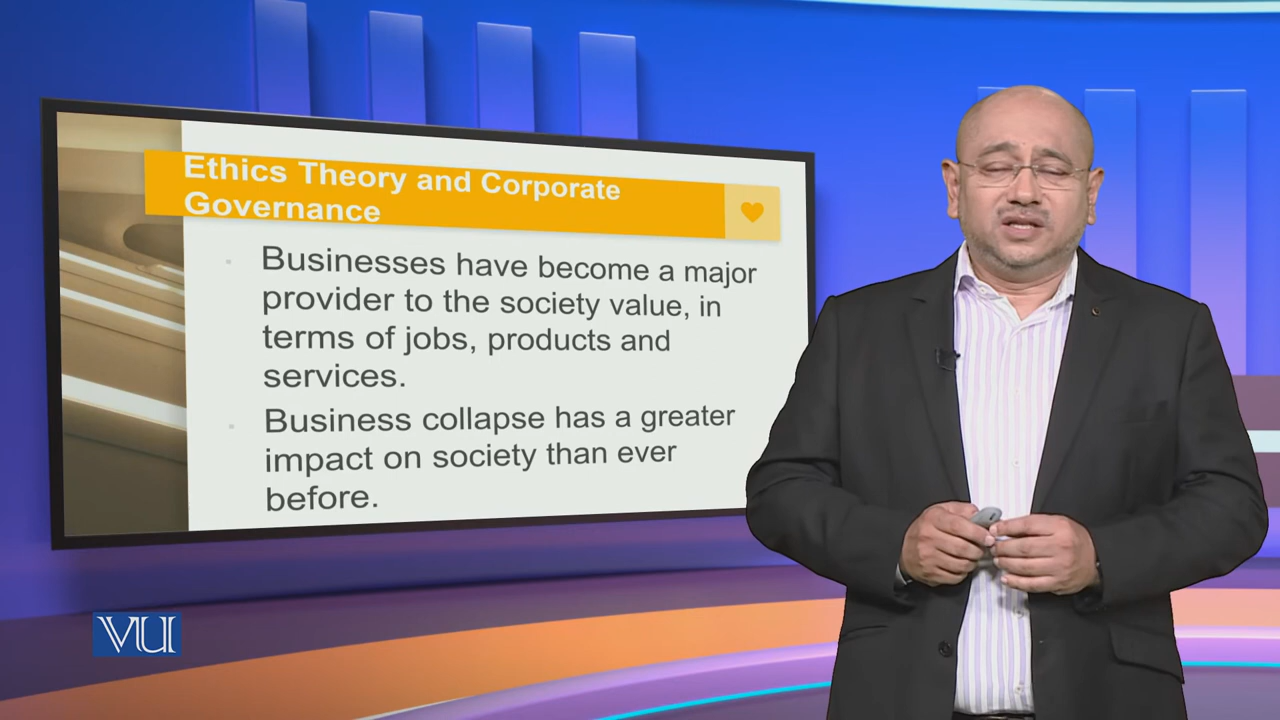 Ethics Theory and Corporate
Governance
Businesses have become a major
provider to the society value, in
terms of jobs, products and
services.
Business collapse has a greater
impact on society than ever
before.
VU